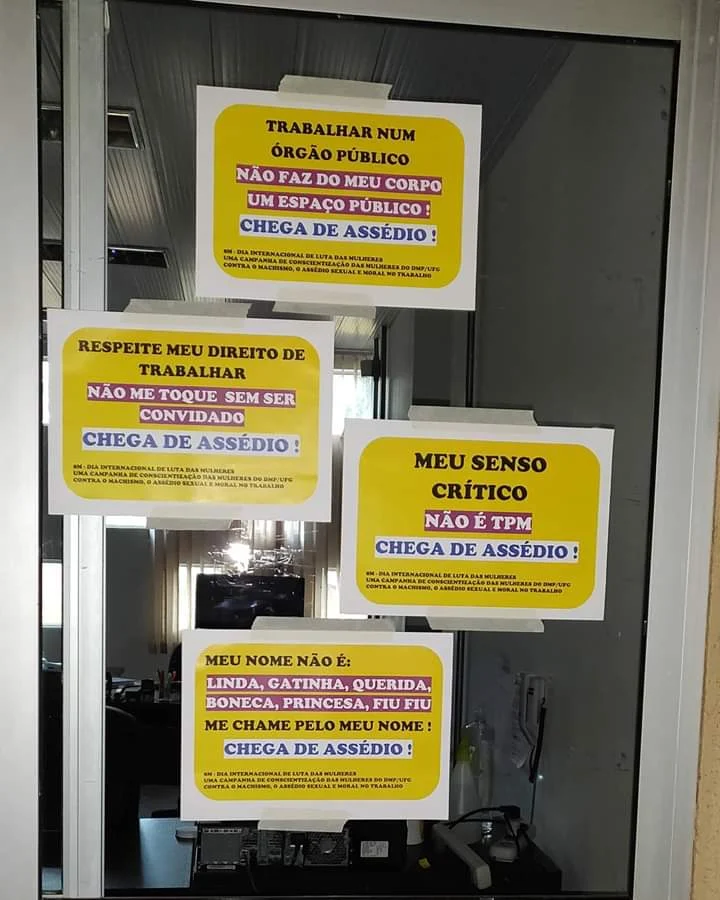 TRABALHAR NUM
ÓRGÃO PÚBLICO
NÃO FAZ DO MEU CORPO
UM ESPAÇO PÚBLICO !
CHEGA DE ASSÉDIO !
8M - DIA INTERNACIONAL DE LUTA DAS MULHERES
UMA CAMPANHA DE CONSCIENTIZAÇÃO DAS MULHERES DO DMP/UFG
CONTRA O MACHISMO, O ASSÉDIO SEXUAL E MORAL NO TRABALHO
RESPEITE MEU DIREITO DE
TRABALHAR
NÃO ME TOQUE SEM SER
CONVIDADO
CHEGA DE ASSÉDIO !
8M - DIA INTERNACIONAL DE LUTA DAS MULHERES
UMA CAMPANHA DE CONSCIENTIZAÇÃO DAS MULHERES DO DMP/UFG
CONTRA O MACHISMO, O ASSÉDIO SEXUAL E MORAL NO TRABALHO
MEU SENSO
CRÍTICO
NÃO É TPM
CHEGA DE ASSÉDIO !
8M - DIA INTERNACIONAL DE LUTA DAS MULHERES
UMA CAMPANHA DE CONSCIENTIZAÇÃO DAS MULHERES DO DMP/UFG
CONTRA O MACHISMO, O ASSÉDIO SEXUAL E MORAL NO TRABALHO
MEU NOME NÃO É:
LINDA, GATINHA, QUERIDA,
BONECA, PRINCESA, FIU FIU
ME CHAME PELO MEU NOME !
CHEGA DE ASSÉDIO !
8M - DIA INTERNACIONAL DE LUTA DAS MULHERES
UMA CAMPANHA DE CONSCIENTIZAÇÃO DAS MULHERES DO DMP/UFG
CONTRA O MACHISMO, O ASSÉDIO SEXUAL E MORAL NO TRABALHO